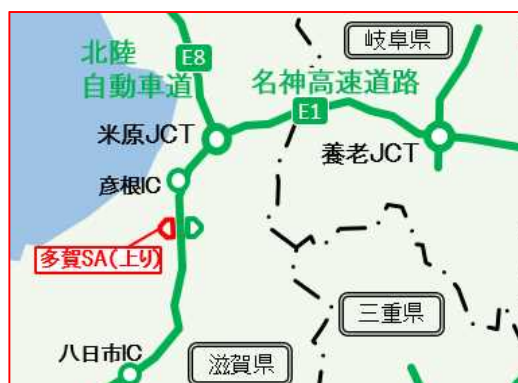 岐阜県
北陸
自動車道
E8
名神高速道路
E1
米原JCT
養老JCT
彦根IC
多賀SA(上り)
三重県
八日市IC
滋賀県